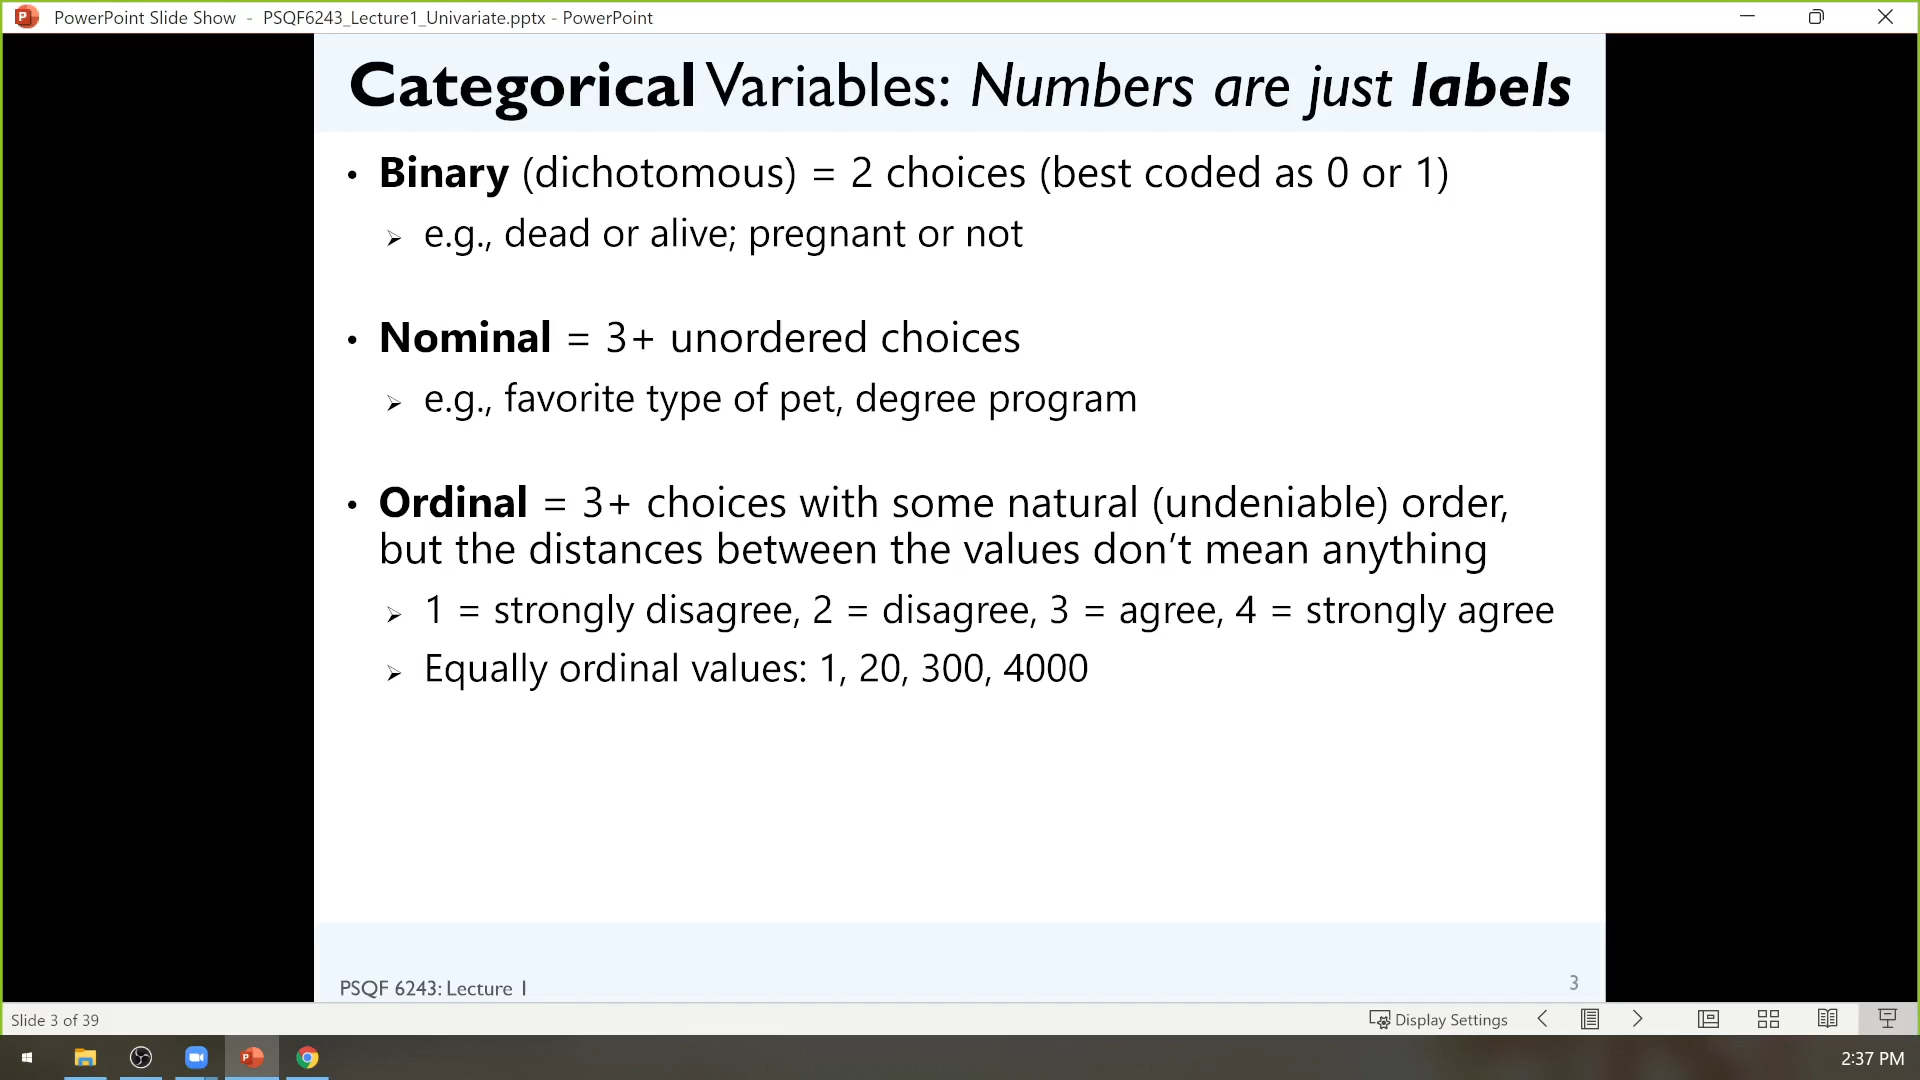 PowerPoint Slide Show - PSQF6243_Lecture1_Univariate.pptx - PowerPoint
Categorical Variables: Numbers are just labels
• Binary (dichotomous) = 2 choices (best coded as 0 or 1)
➢ e.g., dead or alive; pregnant or not
• Nominal = 3+ unordered choices
➢ e.g., favorite type of pet, degree program
• Ordinal = 3+ choices with some natural (undeniable) order,
but the distances between the values don't mean anything
➢ 1 = strongly disagree, 2 = disagree, 3 = agree, 4 = strongly agree
➢ Equally ordinal values: 1, 20, 300, 4000
PSQF 6243: Lecture 1
3
Slide 3 of 39
Display Settings
2:37 PM